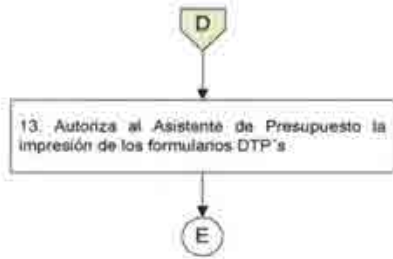 D
13. Autoriza al Asistente de Presupuesto la
impresión de los formularios DTP´s
E